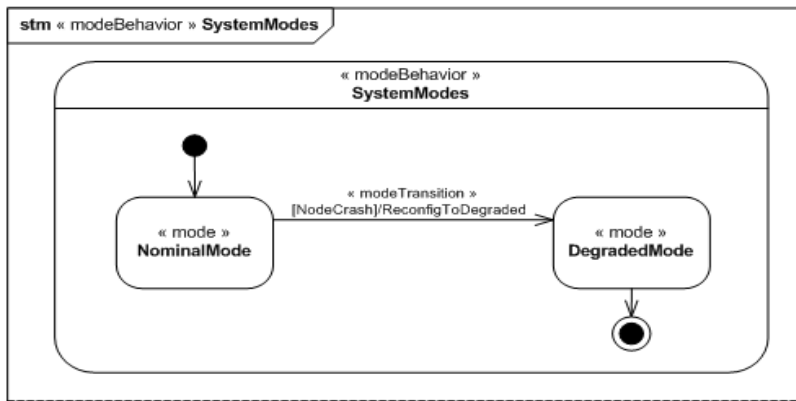 stm « modeBehavior » SystemModes
« modeBehavior »
SystemModes
« modeTransition »
[NodeCrash]/ReconfigToDegraded
« mode »
NominalMode
« mode »
DegradedMode